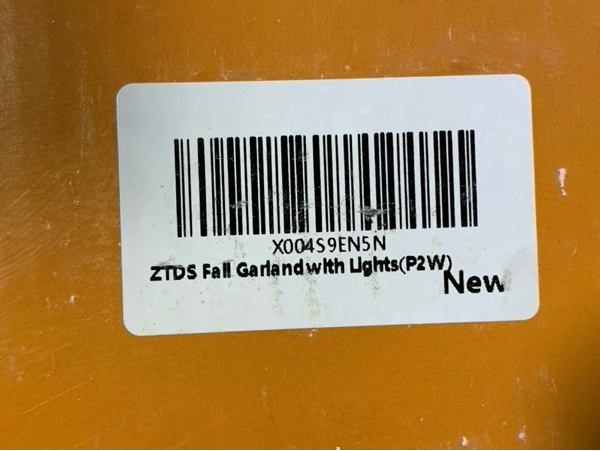 X004S9EN5N
ZTDS Fall Garland with Lights(P2W)
New